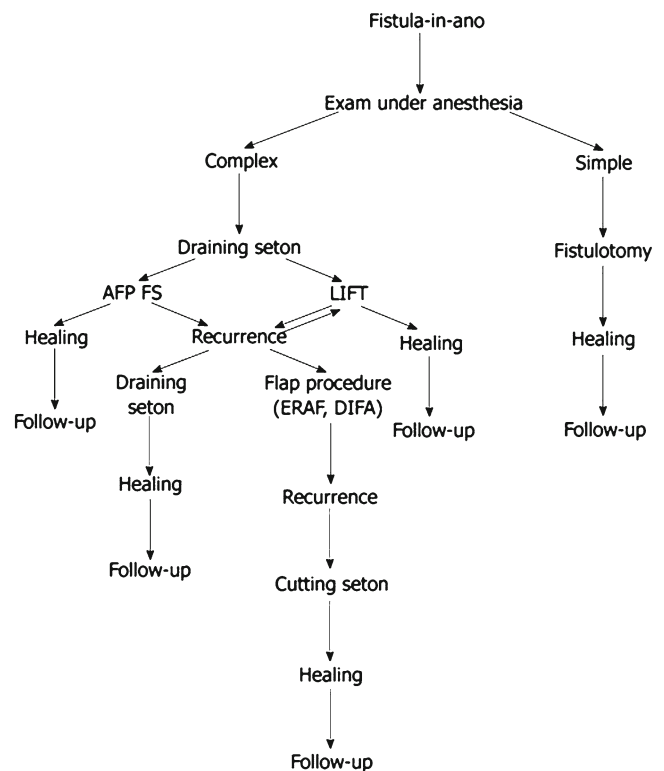 Fistula-in-ano
Exam under anesthesia
Complex
Simple
Draining seton
Fistulotomy
AFP FS
LIFT
Healing
Recurrence
Healing
Healing
Draining
seton
Flap procedure
(ERAF, DIFA)
Follow-up
Follow-up
Follow-up
Healing
Recurrence
Follow-up
Cutting seton
Healing
Follow-up